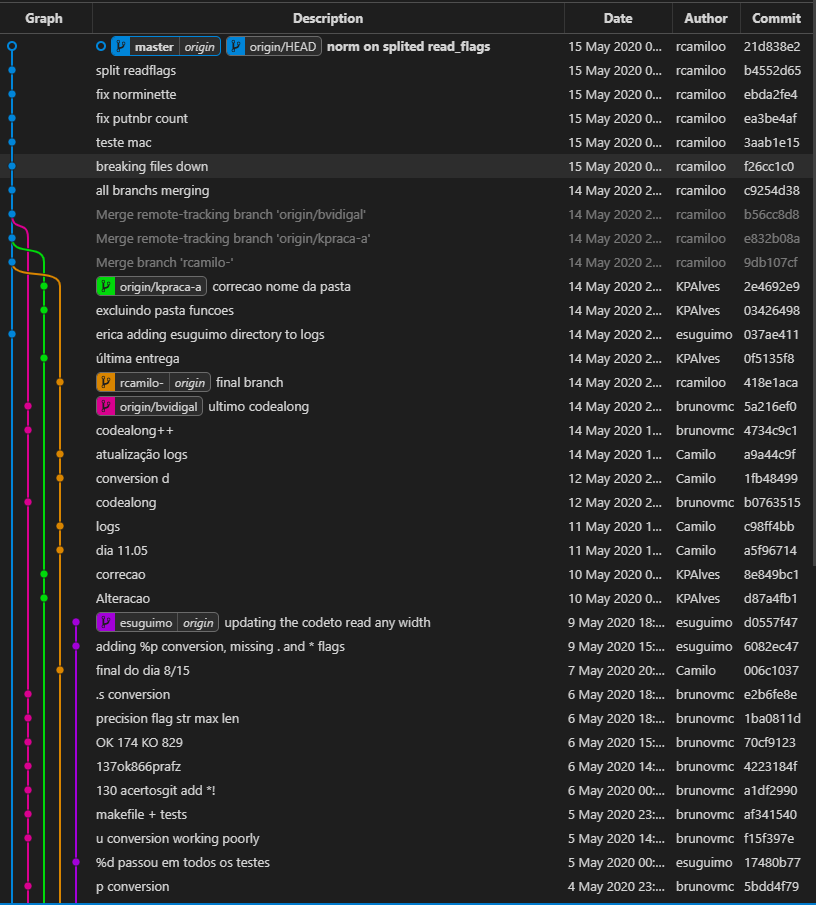 Graph Description Date Author Commit
master origin origin/HEAD norm on splited read_flags 15 May 2020 0... rcamiloo 21d838e2
split readflags 15 May 2020 0... rcamiloo b4552d65
fix norminette 15 May 2020 0... rcamiloo ebda2fe4
fix putnbr count 15 May 2020 0... rcamiloo ea3be4af
teste mac 15 May 2020 0... rcamiloo 3aab1e15
breaking files down 15 May 2020 0... rcamiloo f26cc1c0
all branchs merging 14 May 2020 2... rcamiloo c9254d38
Merge remote-tracking branch 'origin/bvidigal' 14 May 2020 2... rcamiloo b56cc8d8
Merge remote-tracking branch 'origin/kpraca-a' 14 May 2020 2... rcamiloo e832b08a
Merge branch 'rcamilo-' 14 May 2020 2... rcamiloo 9db107cf
origin/kpraca-a correcao nome da pasta 14 May 2020 2... KPAlves 2e4692e9
excluindo pasta funcoes 14 May 2020 2... KPAlves 03426498
erica adding esuguimo directory to logs 14 May 2020 2... esuguimo 037ae411
última entrega 14 May 2020 2... KPAlves 0f5135f8
rcamilo- origin final branch 14 May 2020 2... rcamiloo 418e1aca
origin/bvidigal ultimo codealong 14 May 2020 2... brunovmc 5a216ef0
codealong++ 14 May 2020 1... brunovmc 4734c9c1
atualização logs 14 May 2020 1... Camilo a9a44c9f
conversion d 12 May 2020 2... Camilo 1fb48499
codealong 12 May 2020 2... brunovmc b0763515
logs 11 May 2020 1... Camilo c98ff4bb
dia 11.05 11 May 2020 1... Camilo a5f96714
correcao 10 May 2020 0... KPAlves 8e849bc1
Alteracao 10 May 2020 0... KPAlves d87a4fb1
esuguimo origin updating the codeto read any width 9 May 2020 18:... esuguimo d0557f47
adding %p conversion, missing . and * flags 9 May 2020 15:... esuguimo 6082ec47
final do dia 8/15 7 May 2020 20:... Camilo 006c1037
.s conversion 6 May 2020 18:... brunovmc e2b6fe8e
precision flag str max len 6 May 2020 18:... brunovmc 1ba0811d
OK 174 KO 829 6 May 2020 15:... brunovmc 70cf9123
137ok866prafz 6 May 2020 14:... brunovmc 4223184f
130 acertosgit add *! 6 May 2020 00:... brunovmc a1df2990
makefile + tests 5 May 2020 23:... brunovmc af341540
u conversion working poorly 5 May 2020 14:... brunovmc f15f397e
%d passou em todos os testes 5 May 2020 00:... esuguimo 17480b77
p conversion 4 May 2020 23:... brunovmc 5bdd4f79